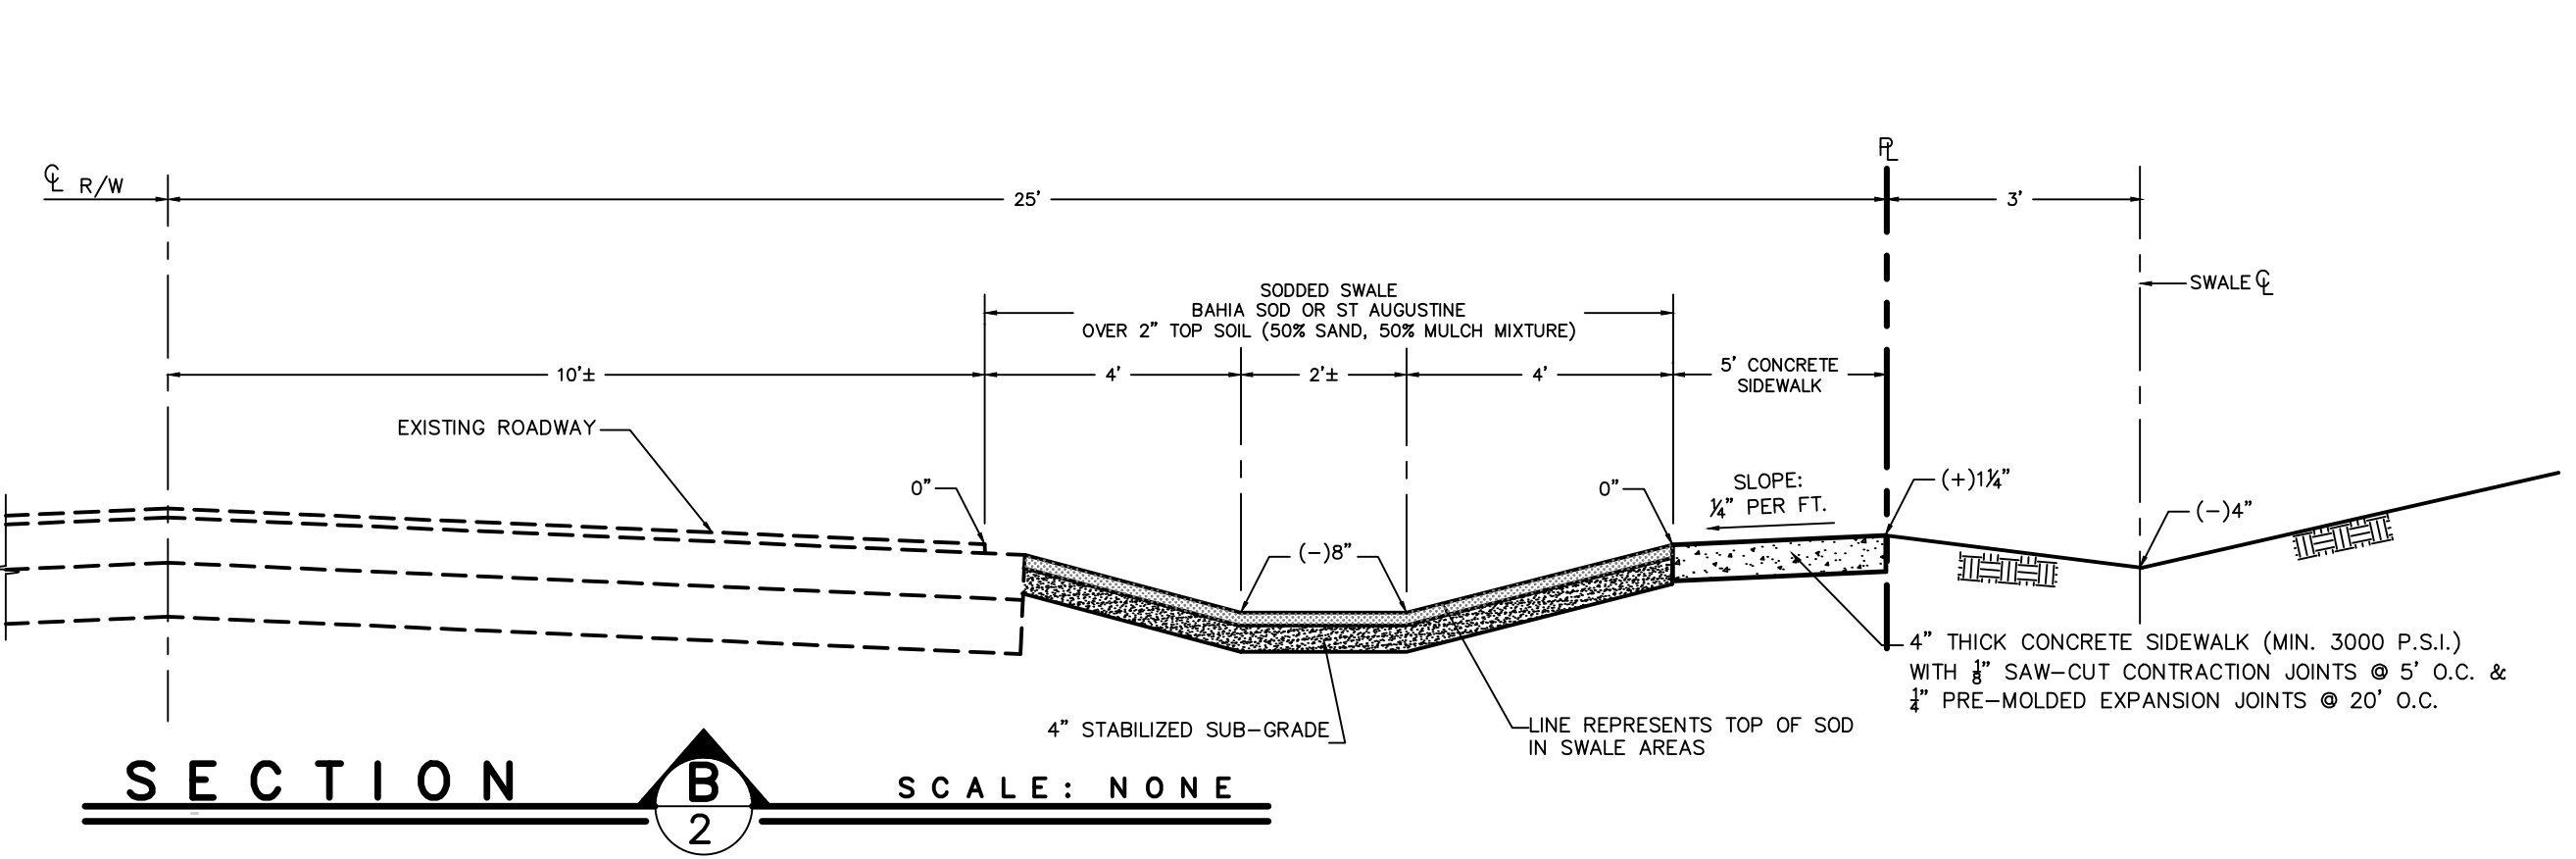 ℄ R/W
25'
℗L
3'
SWALE ℄
SODDED SWALE
BAHIA SOD OR ST AUGUSTINE
OVER 2" TOP SOIL (50% SAND, 50% MULCH MIXTURE)
10'±
4'
2'±
4'
5' CONCRETE
SIDEWALK
EXISTING ROADWAY
0"
(-)8"
0"
SLOPE:
1/4" PER FT.
(+)1 1/4"
(-)4"
4" THICK CONCRETE SIDEWALK (MIN. 3000 P.S.I.)
WITH 1/8" SAW-CUT CONTRACTION JOINTS @ 5' O.C. &
1/4" PRE-MOLDED EXPANSION JOINTS @ 20' O.C.
4" STABILIZED SUB-GRADE
LINE REPRESENTS TOP OF SOD
IN SWALE AREAS
SECTION
B
2
SCALE: NONE